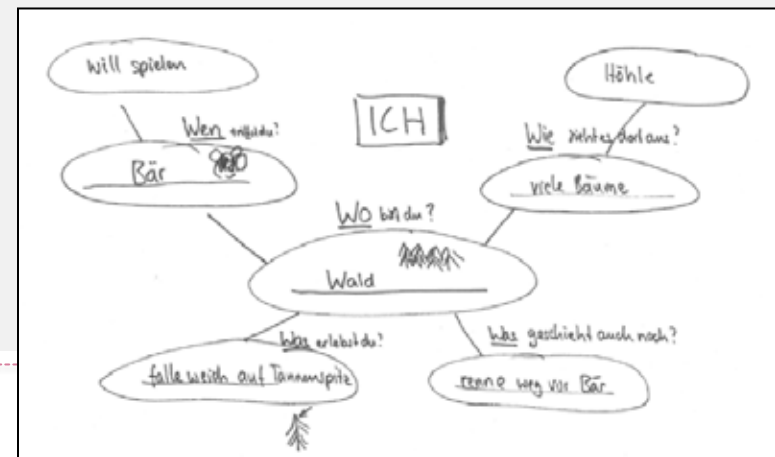 will spielen
Höhle
ICH
Wen triffst du?
Wie sieht es dort aus?
Bär
viele Bäume
Wo bist du?
Wald
Was erlebst du?
Was geschieht auch noch?
falle weich auf Tannenspitz
renne weg vor Bär